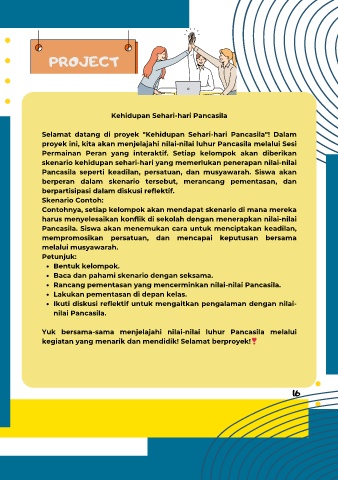 PROJECT
Kehidupan Sehari-hari Pancasila
Selamat datang di proyek "Kehidupan Sehari-hari Pancasila"! Dalam
proyek ini, kita akan menjelajahi nilai-nilai luhur Pancasila melalui Sesi
Permainan Peran yang interaktif. Setiap kelompok akan diberikan
skenario kehidupan sehari-hari yang memerlukan penerapan nilai-nilai
Pancasila seperti keadilan, persatuan, dan musyawarah. Siswa akan
berperan dalam skenario tersebut, merancang pementasan, dan
berpartisipasi dalam diskusi reflektif.
Skenario Contoh:
Contohnya, setiap kelompok akan mendapat skenario di mana mereka
harus menyelesaikan konflik di sekolah dengan menerapkan nilai-nilai
Pancasila. Siswa akan menemukan cara untuk menciptakan keadilan,
mempromosikan persatuan, dan mencapai keputusan bersama
melalui musyawarah.
Petunjuk:
• Bentuk kelompok.
• Baca dan pahami skenario dengan seksama.
• Rancang pementasan yang mencerminkan nilai-nilai Pancasila.
• Lakukan pementasan di depan kelas.
• Ikuti diskusi reflektif untuk mengaitkan pengalaman dengan nilai-
nilai Pancasila.
Yuk bersama-sama menjelajahi nilai-nilai luhur Pancasila melalui
kegiatan yang menarik dan mendidik! Selamat berproyek!❣
16